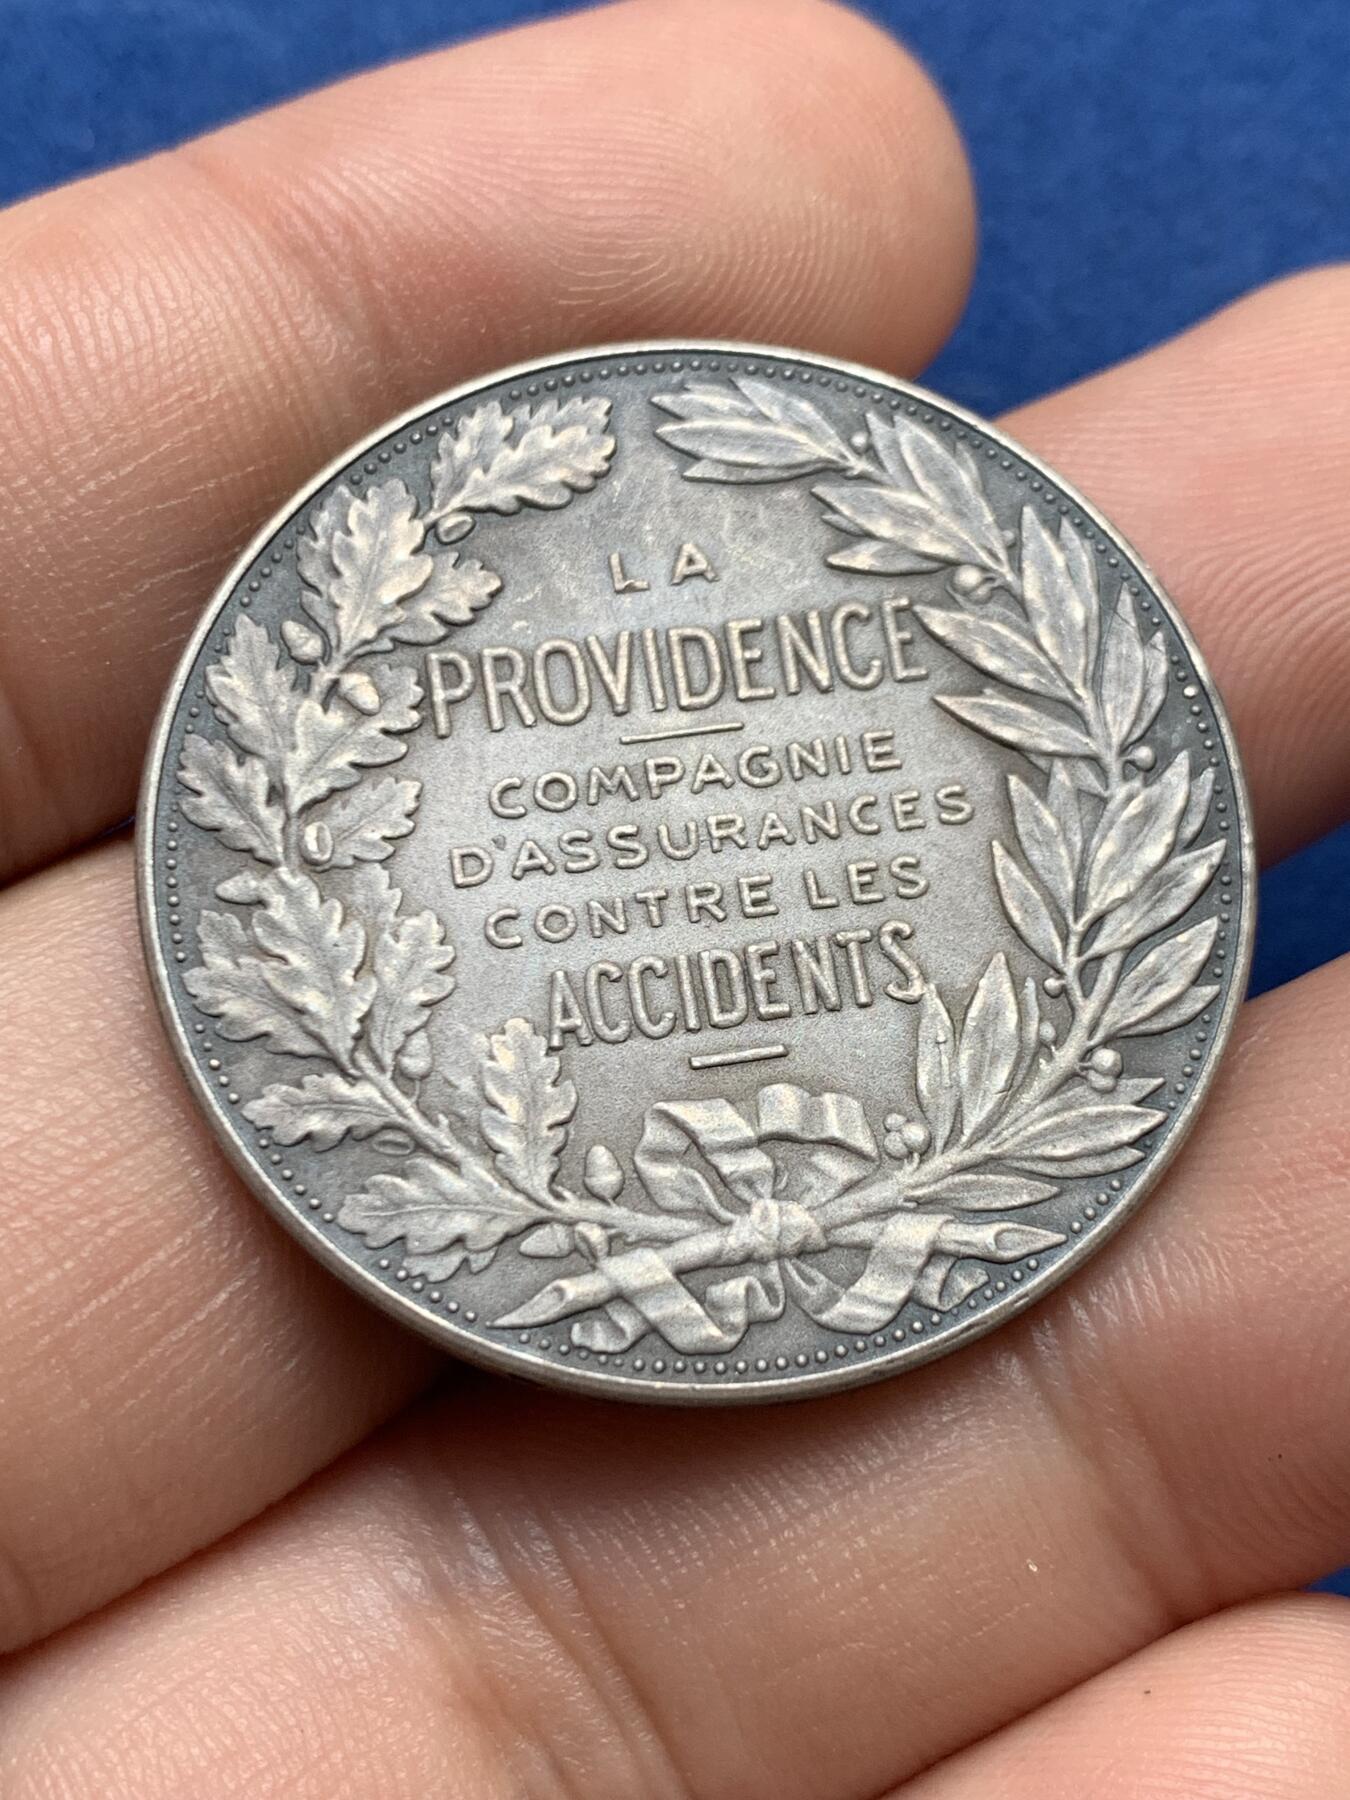 LA
PROVIDENCE
COMPAGNIE
D'ASSURANCES
CONTRE LES
ACCIDENTS